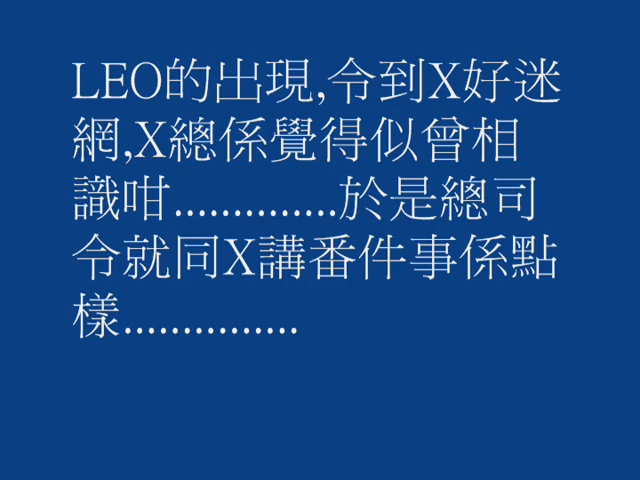 LEO的出現,令到X好迷
網,X總係覺得似曾相
識咁..............於是總司
令就同X講番件事係點
樣...............